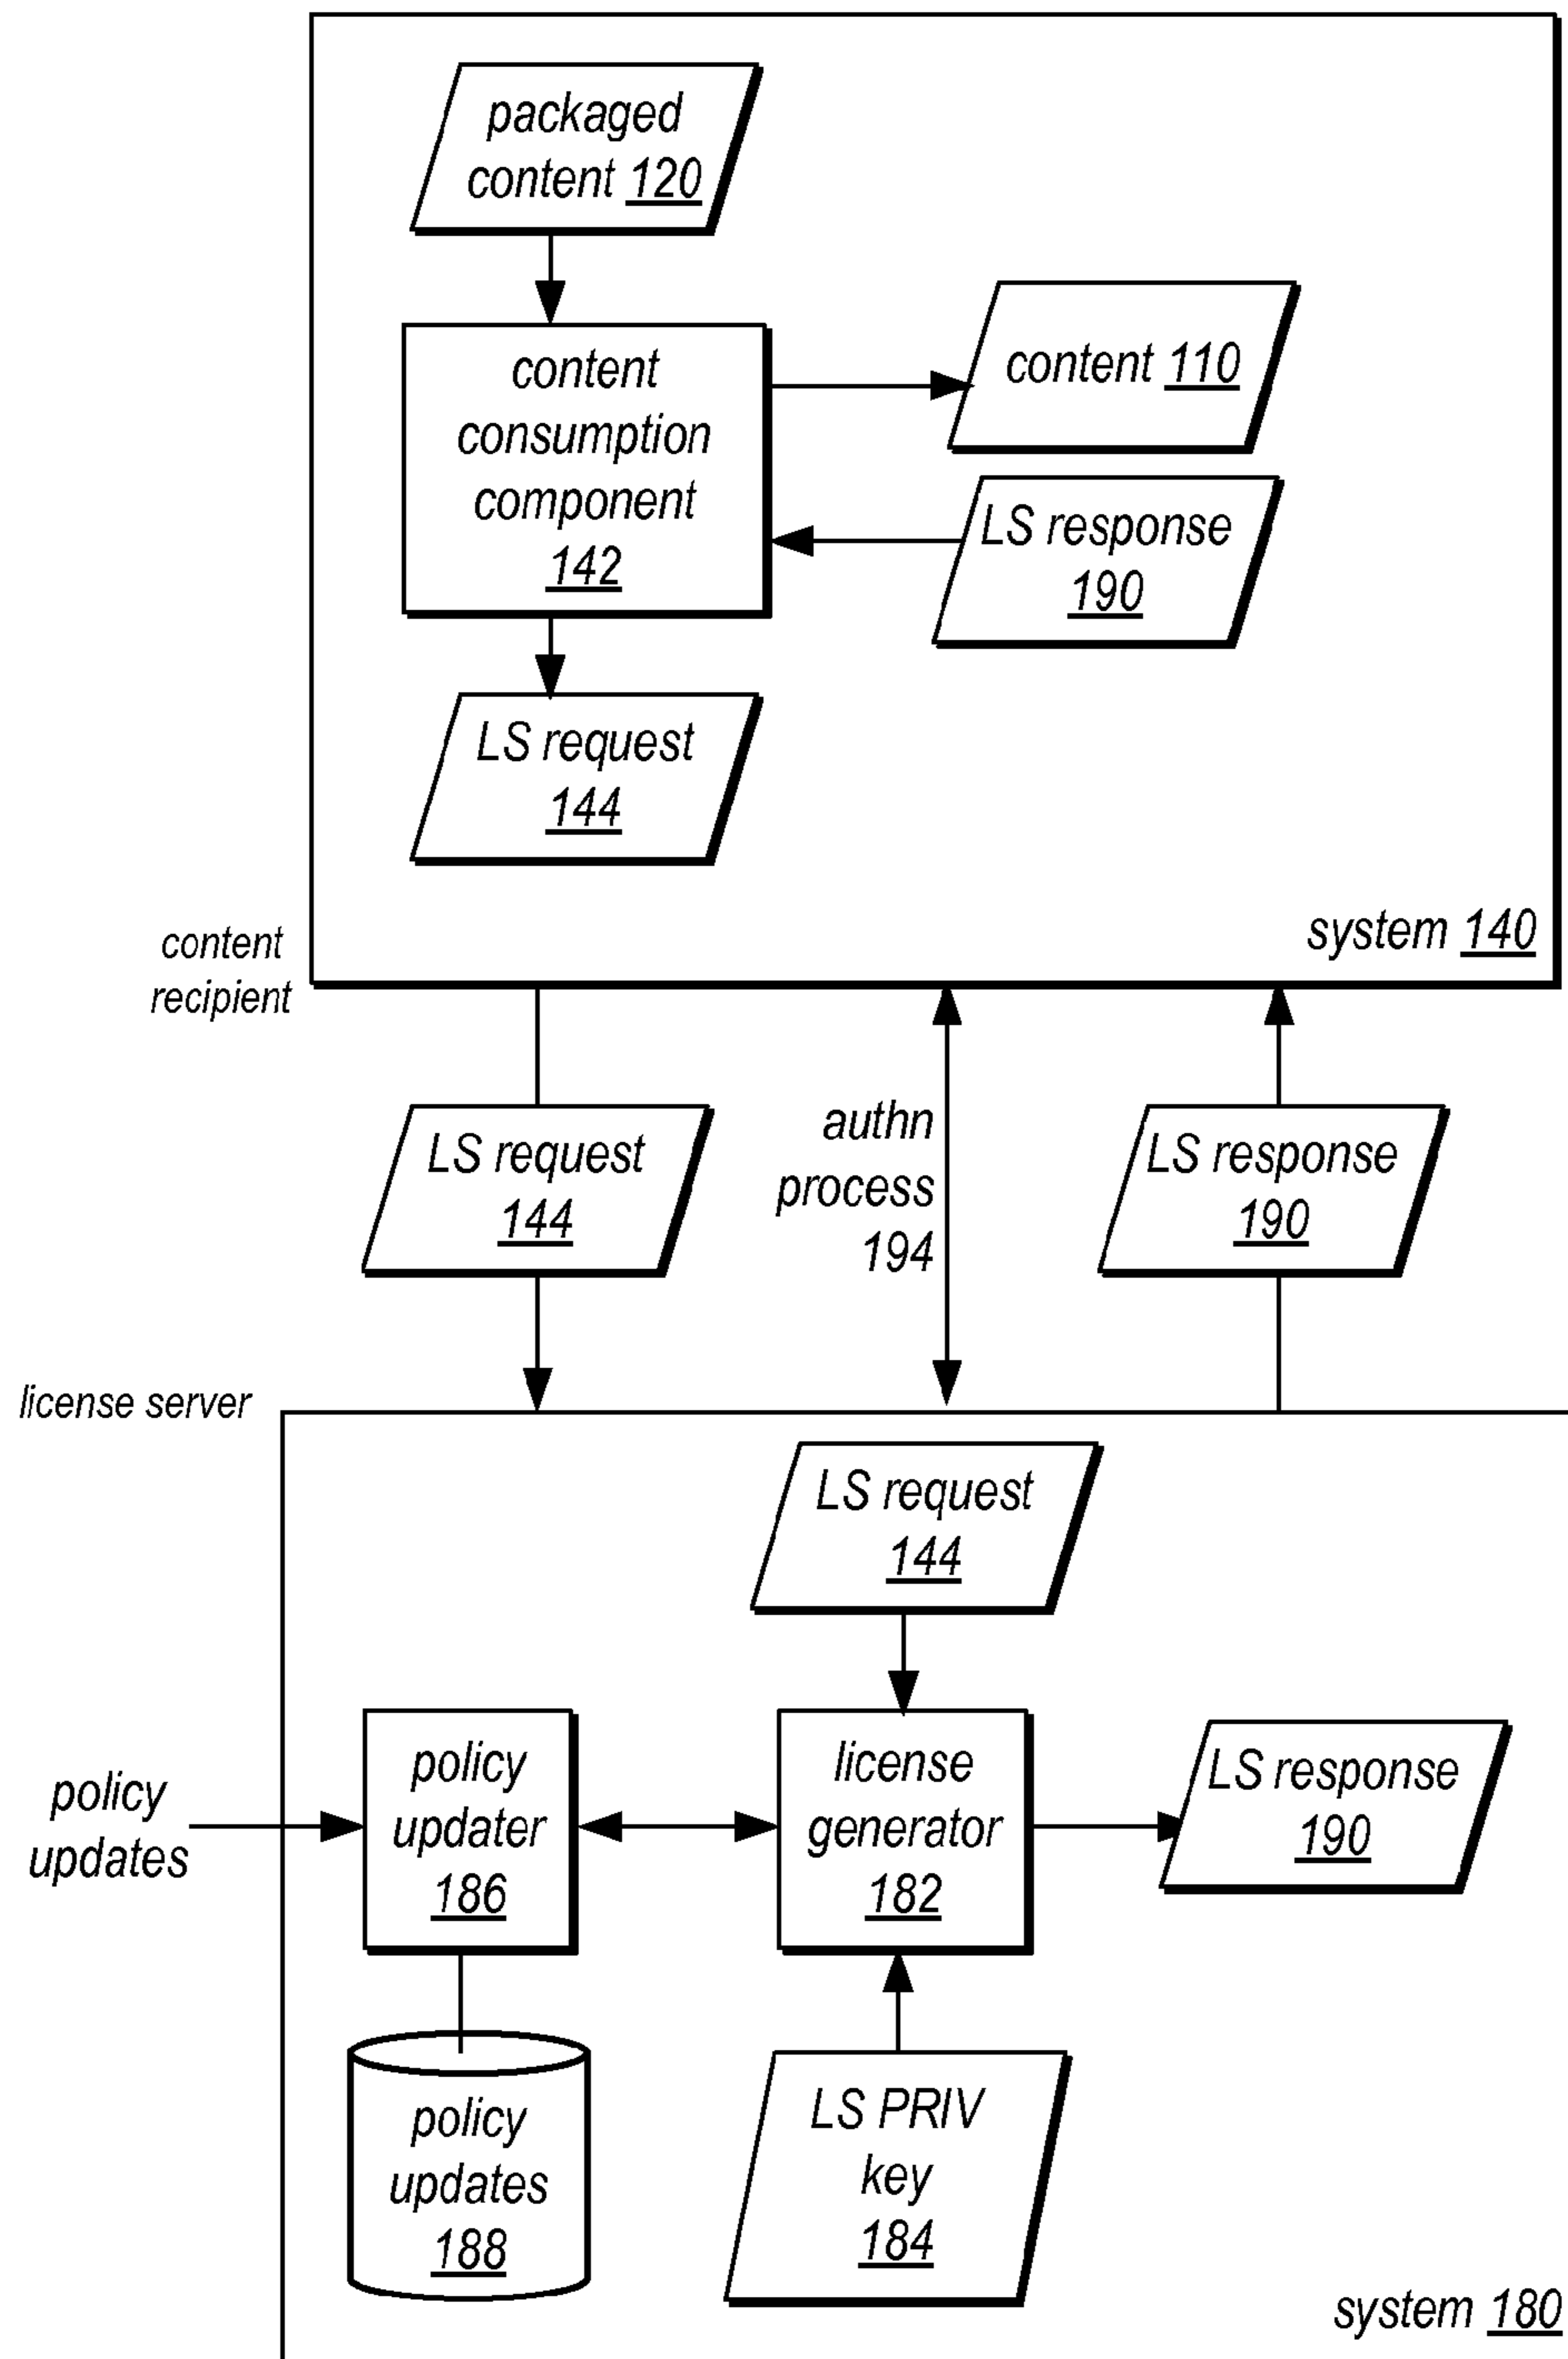 packaged
content 120
content 110
content
consumption
component
142
LS response
190
LS request
144
system 140
content
recipient
LS request
144
authn
process
194
LS response
190
license server
LS request
144
policy
updates
policy
updater
186
license
generator
182
LS response
190
policy
updates
188
LS PRIV
key
184
system 180